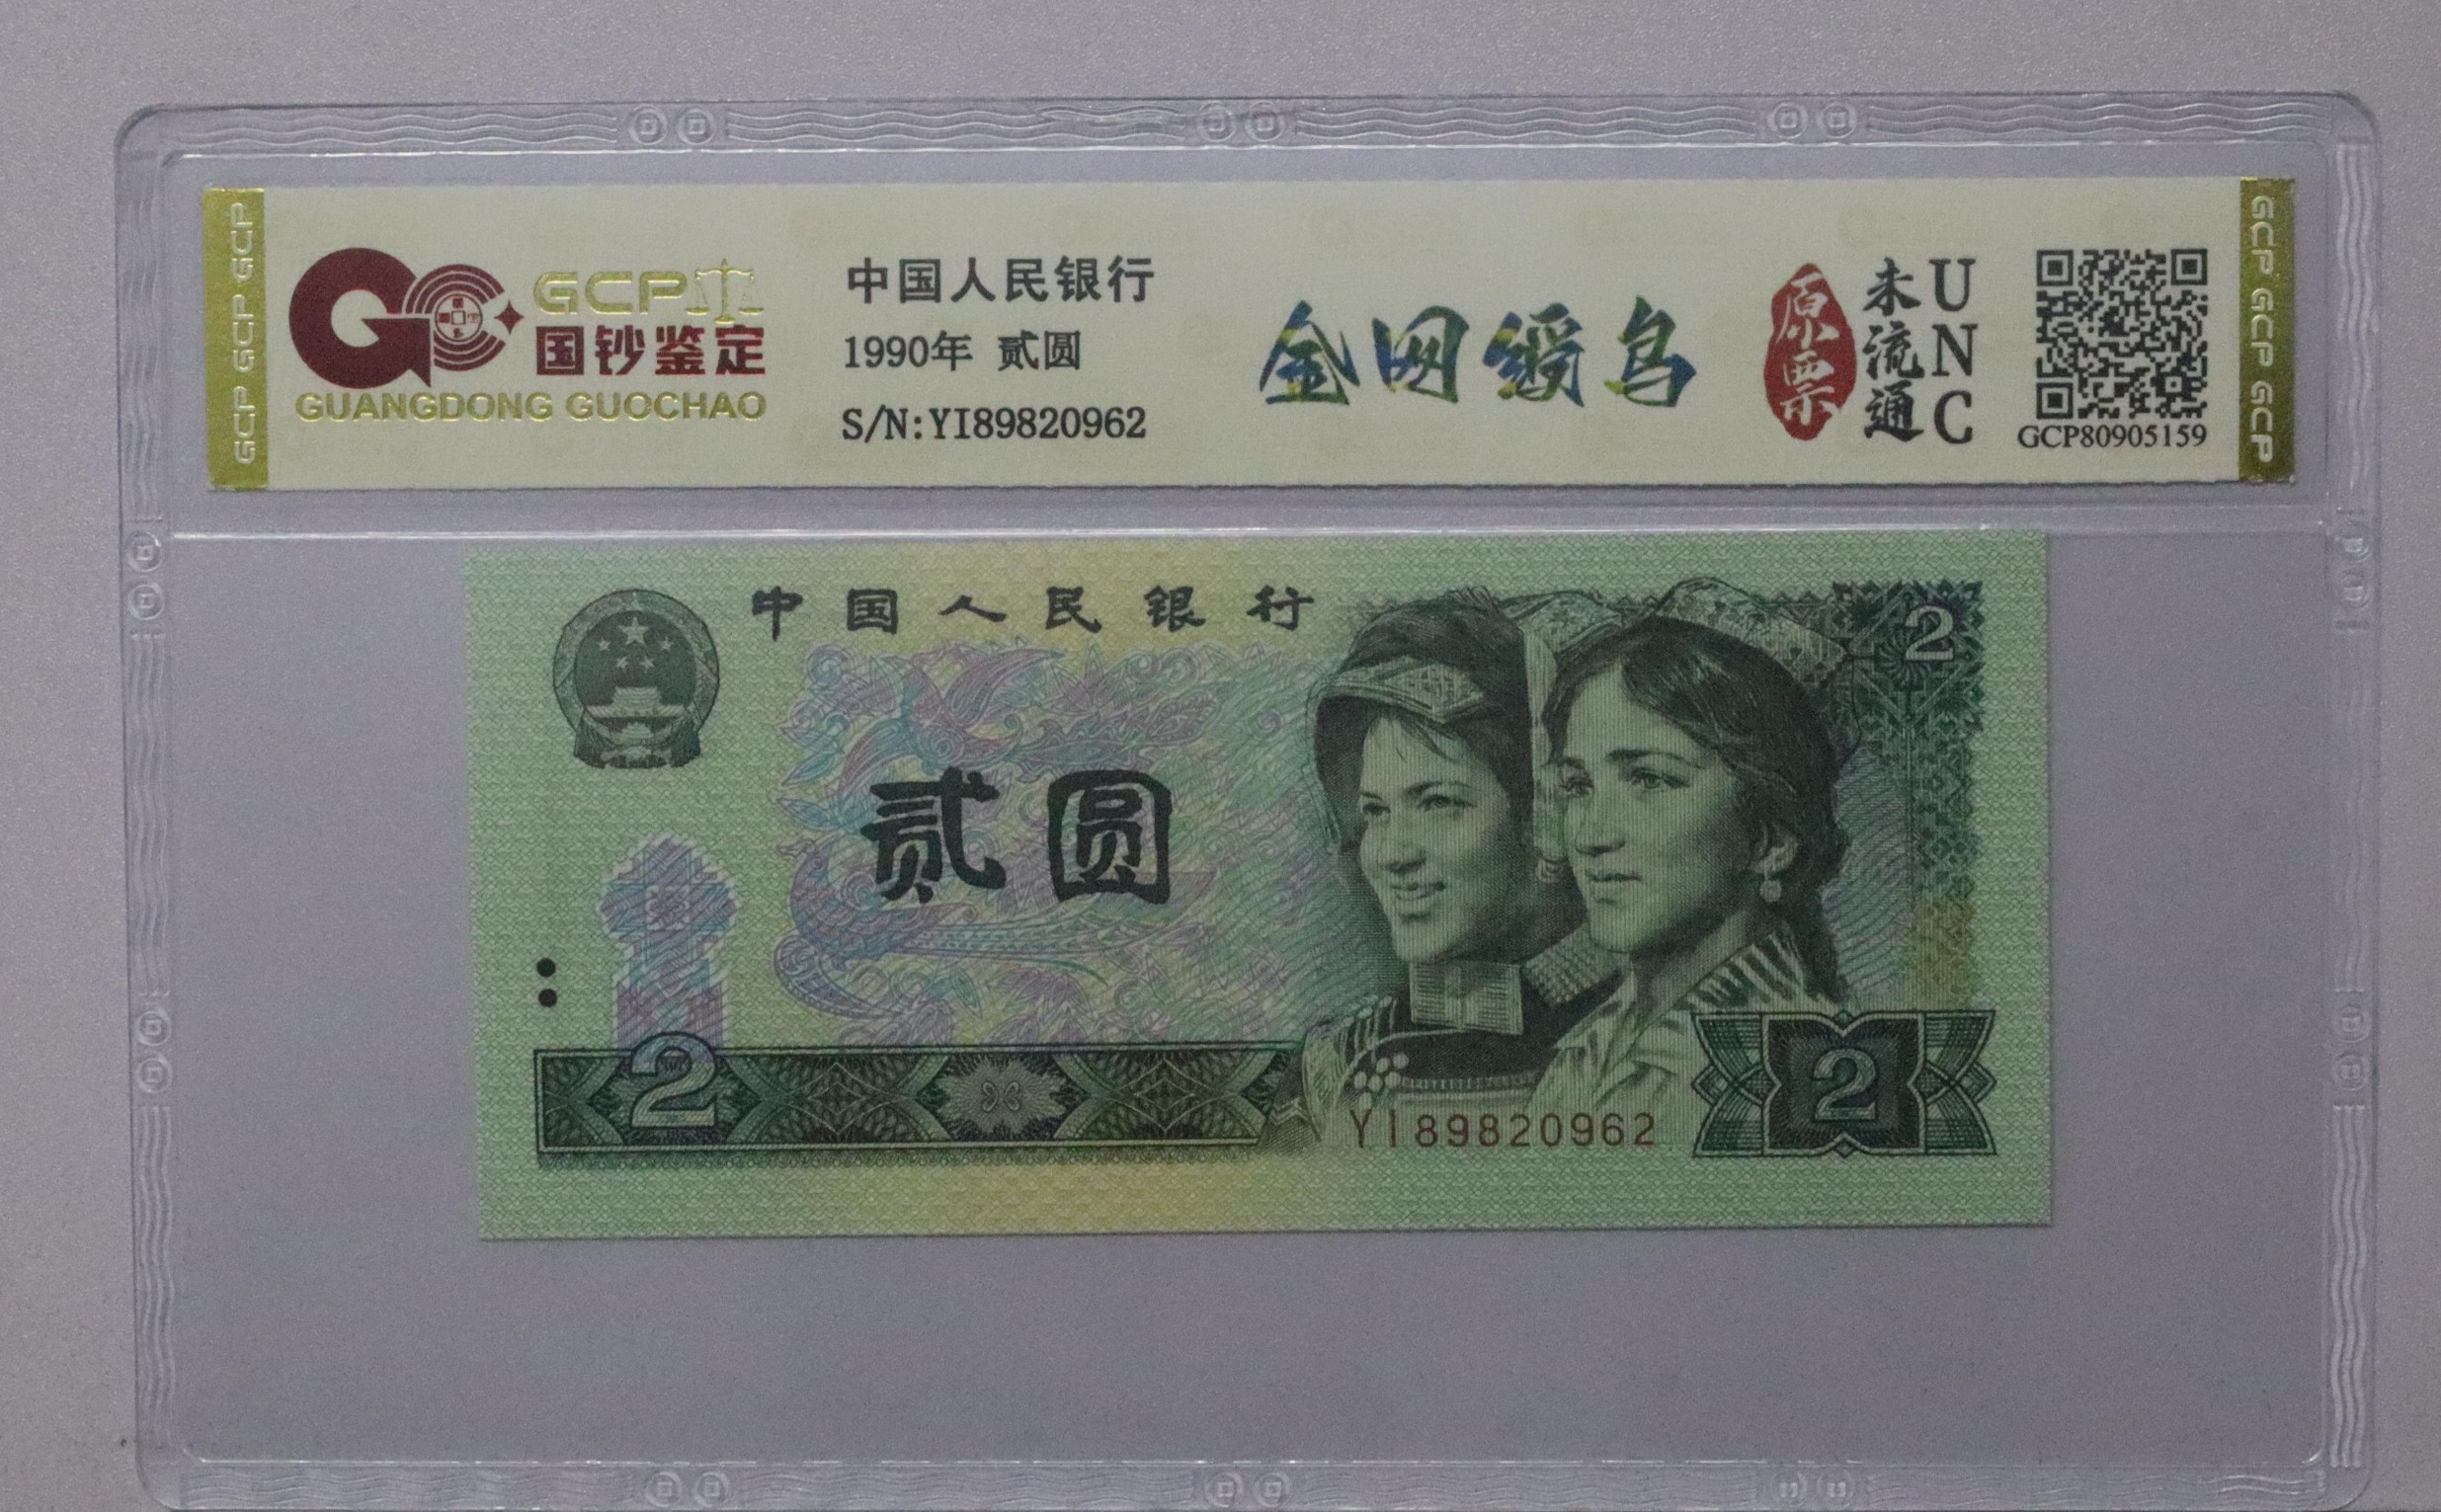 GCP GCP GCP
GCP
国钞鉴定
GUANGDONG GUOCHAO
中国人民银行
1990年 贰圆
S/N:YI89820962
金网绶鸟
原票
未流通
UNC
GCP80905159
GCP GCP GCP GCP
中国人民银行
2
贰圆
2
YI89820962
2